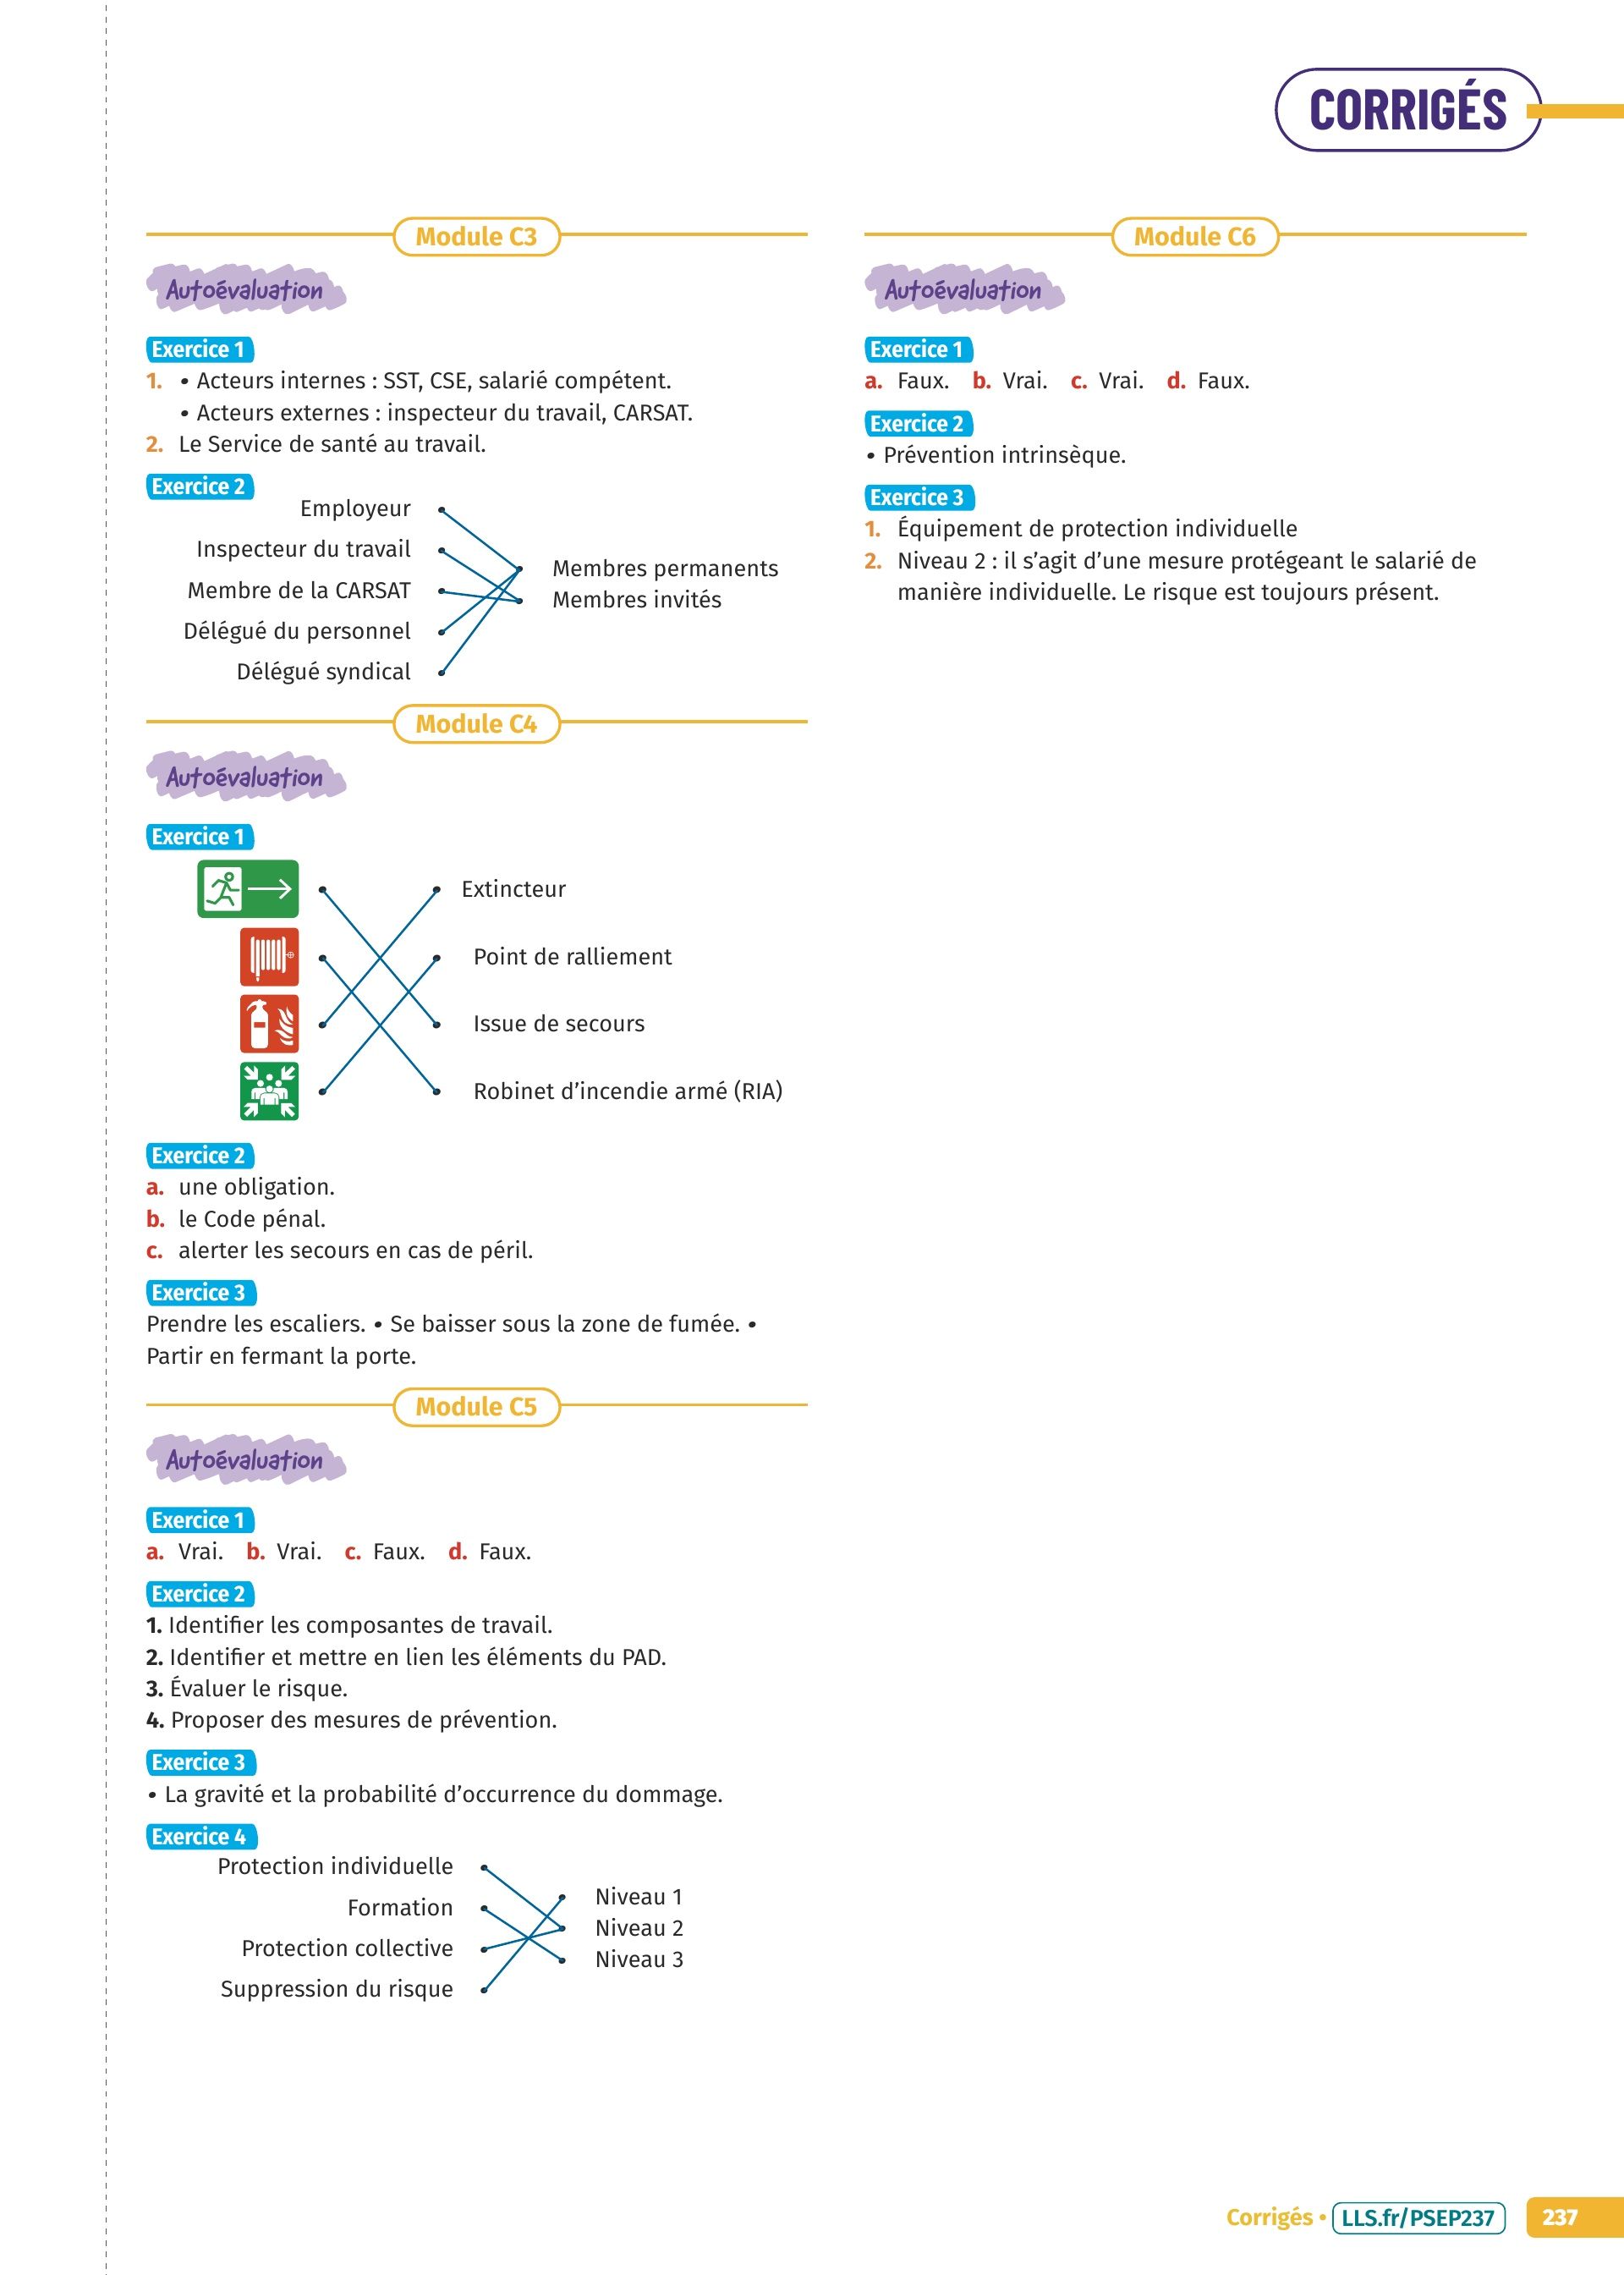 CORRIGÉS
Module C3
Autoévaluation
Exercice 1
1. • Acteurs internes : SST, CSE, salarié compétent.
• Acteurs externes : inspecteur du travail, CARSAT.
2. Le Service de santé au travail.
Exercice 2
Employeur
Inspecteur du travail
Membre de la CARSAT
Délégué du personnel
Délégué syndical
Membres permanents
Membres invités
Module C4
Autoévaluation
Exercice 1
Extincteur
Point de ralliement
Issue de secours
Robinet d’incendie armé (RIA)
Exercice 2
a. une obligation.
b. le Code pénal.
c. alerter les secours en cas de péril.
Exercice 3
Prendre les escaliers. • Se baisser sous la zone de fumée. •
Partir en fermant la porte.
Module C5
Autoévaluation
Exercice 1
a. Vrai. b. Vrai. c. Faux. d. Faux.
Exercice 2
1. Identifier les composantes de travail.
2. Identifier et mettre en lien les éléments du PAD.
3. Évaluer le risque.
4. Proposer des mesures de prévention.
Exercice 3
• La gravité et la probabilité d’occurrence du dommage.
Exercice 4
Protection individuelle
Formation
Protection collective
Suppression du risque
Niveau 1
Niveau 2
Niveau 3
Module C6
Autoévaluation
Exercice 1
a. Faux. b. Vrai. c. Vrai. d. Faux.
Exercice 2
• Prévention intrinsèque.
Exercice 3
1. Équipement de protection individuelle
2. Niveau 2 : il s’agit d’une mesure protégeant le salarié de
manière individuelle. Le risque est toujours présent.
Corrigés • LLS.fr/PSEP237 237